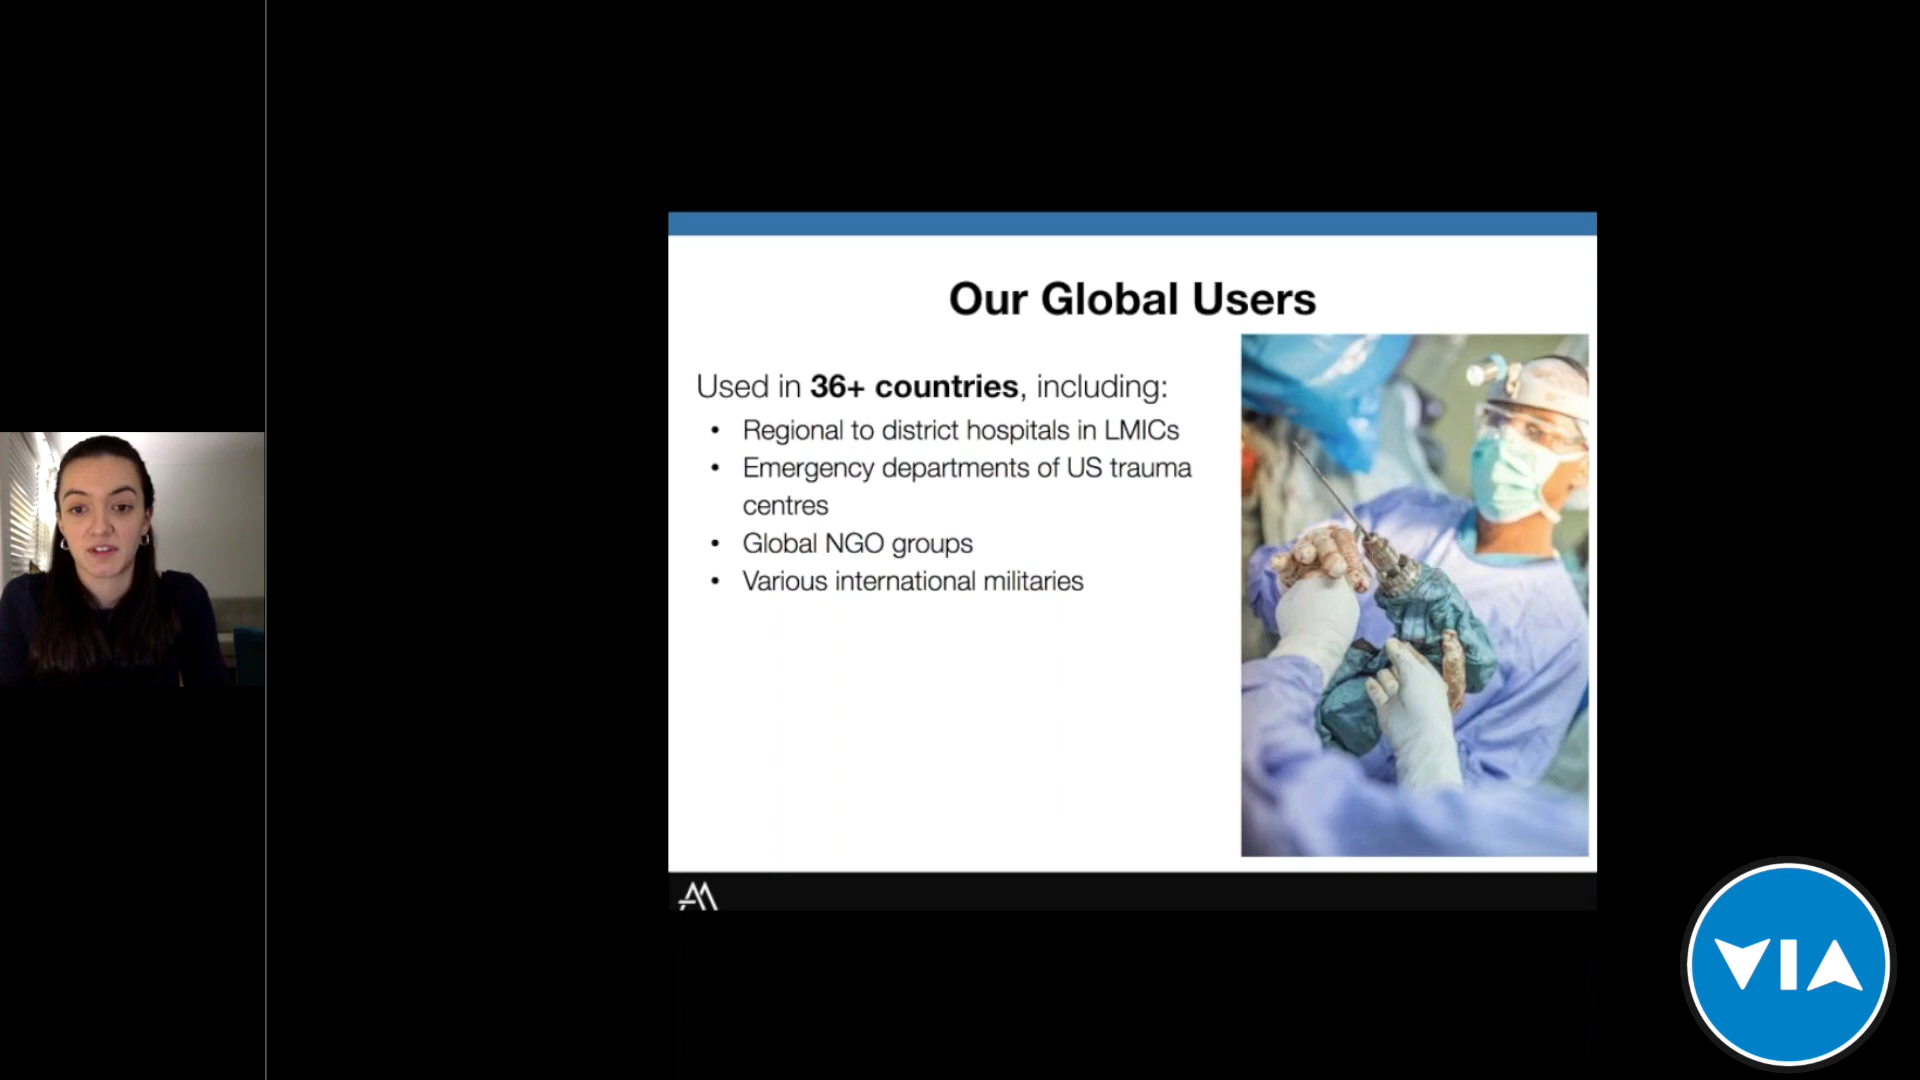 Our Global Users
Used in 36+ countries, including:
• Regional to district hospitals in LMICs
• Emergency departments of US trauma
centres
• Global NGO groups
• Various international militaries
VIA